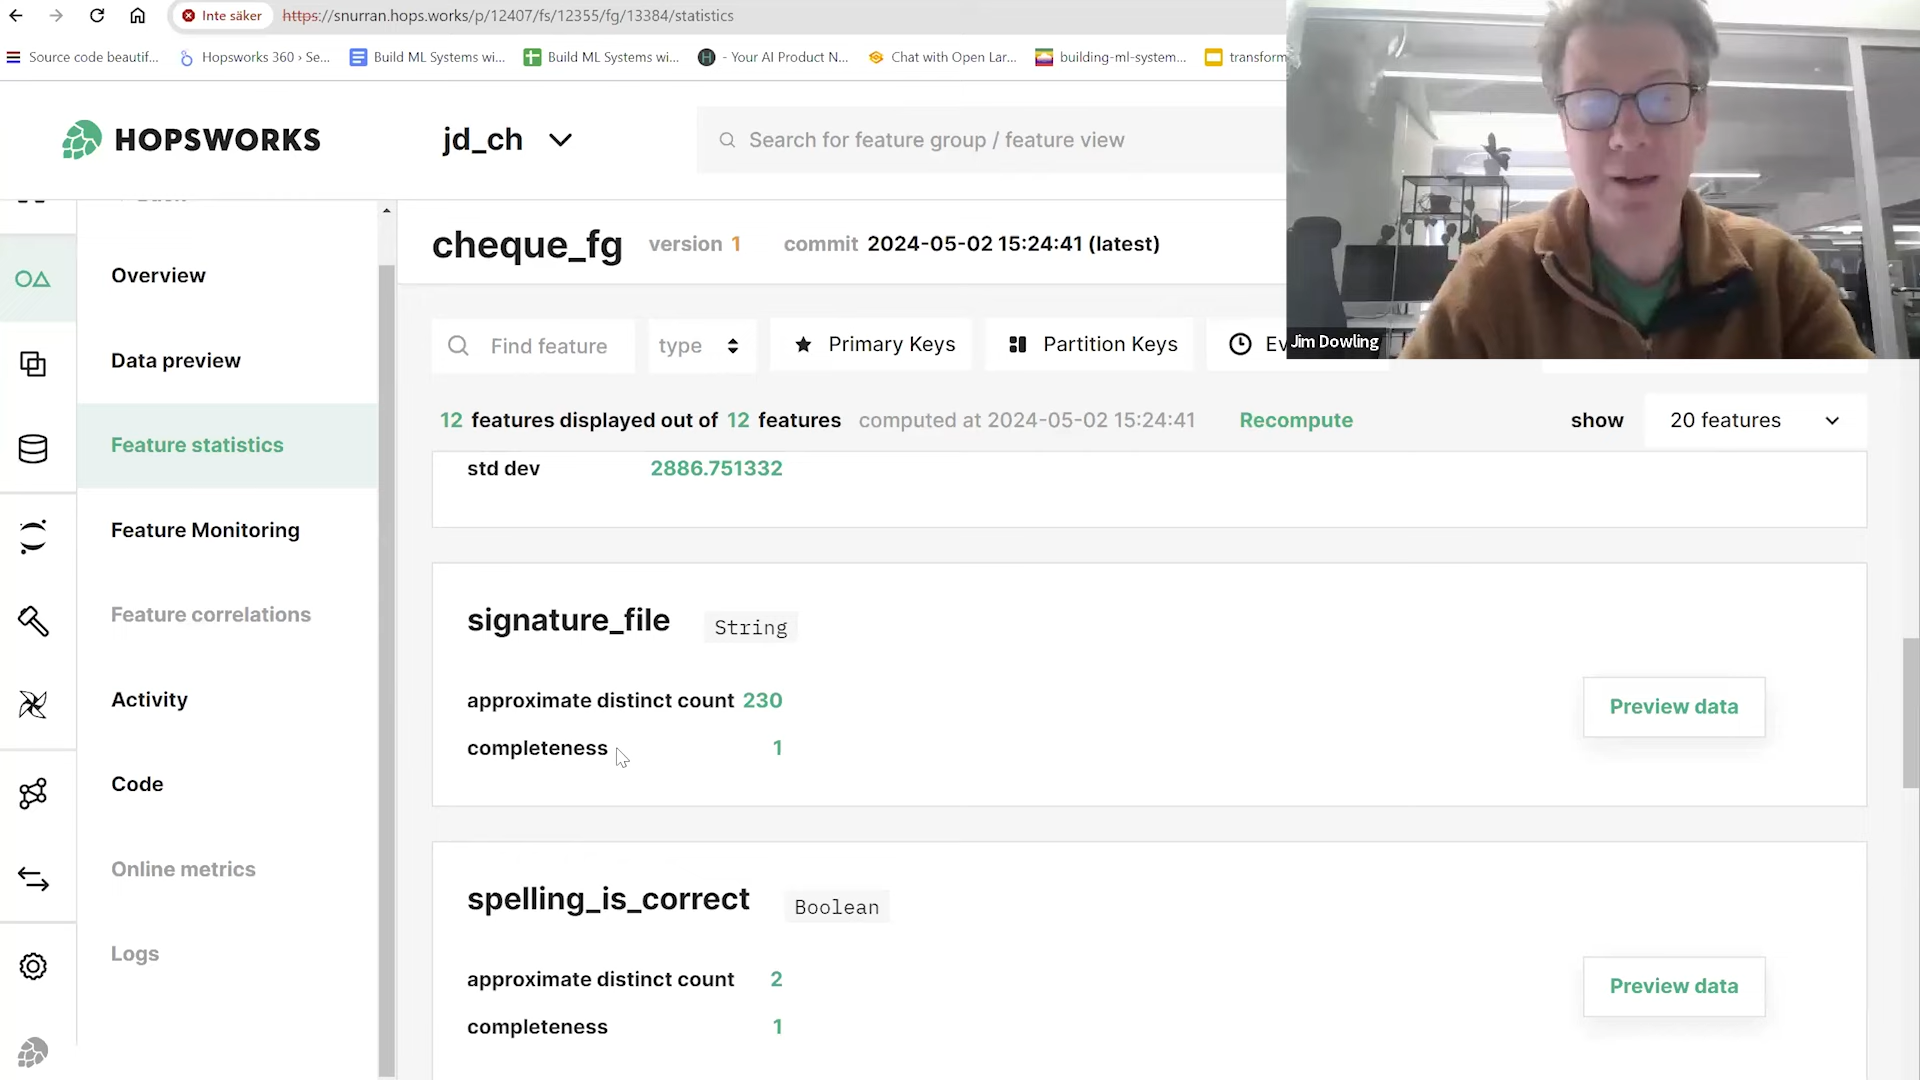 Inte säker https://snurran.hops.works/p/12407/fs/12355/fg/13384/statistics
Source code beautif... Hopsworks 360 › Se... Build ML Systems wi... Build ML Systems wi... - Your AI Product N... Chat with Open Lar... building-ml-system... transform
HOPSWORKS jd_ch Search for feature group / feature view
Overview
Data preview
Feature statistics
Feature Monitoring
Feature correlations
Activity
Code
Online metrics
Logs
cheque_fg version 1 commit 2024-05-02 15:24:41 (latest)
Find feature type Primary Keys Partition Keys Ev
Jim Dowling
12 features displayed out of 12 features computed at 2024-05-02 15:24:41 Recompute show 20 features
std dev 2886.751332
signature_file String
approximate distinct count 230
completeness 1
Preview data
spelling_is_correct Boolean
approximate distinct count 2
completeness 1
Preview data